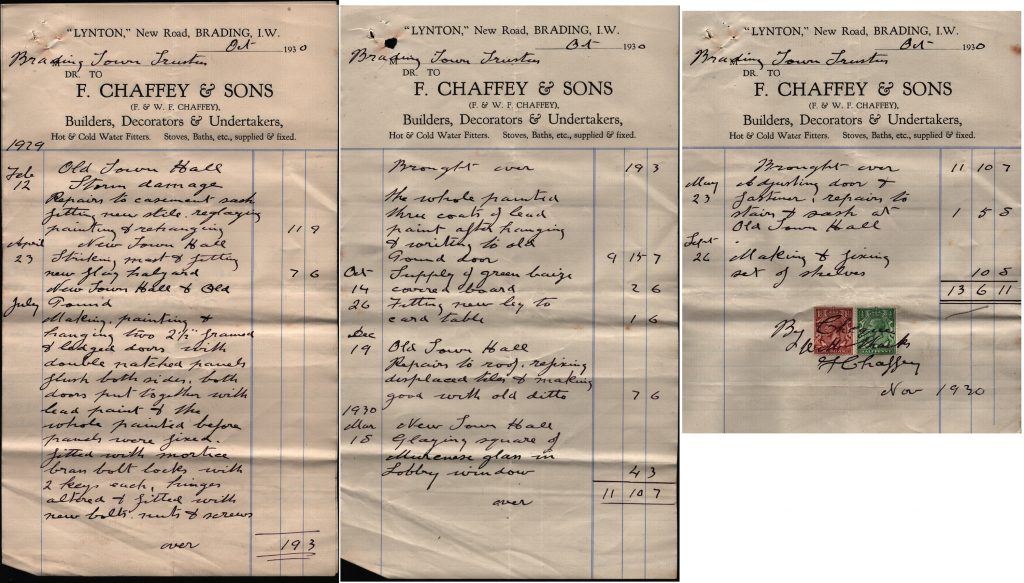 "LYNTON," New Road, BRADING, I.W.
Oct 1930
Brading Town Trustees
DR. TO
F. CHAFFEY & SONS
(F. & W. F. CHAFFEY),
Builders, Decorators & Undertakers,
Hot & Cold Water Fitters. Stoves, Baths, etc., supplied & fixed.
1929
Feb Old Town Hall
12 Storm damage
Repairs to casement sash
fitting new stile. reglazing
painting & rehanging 11 9
April New Town Hall
23 Striking mast & fitting
new flag halyard 7 6
New Town Hall & Old
July Pound
Making, painting &
hanging two 2½" framed
& ledged doors with
double matched panels
flush both sides. both
doors put together with
lead paint & the
whole painted before
panels were fixed.
fitted with mortice
brass bolt locks with
2 keys each, hinges
altered & fitted with
new bolts, nuts & screws
over 19 3
"LYNTON," New Road, BRADING, I.W.
Oct 1930
Brading Town Trustees
DR. TO
F. CHAFFEY & SONS
(F. & W. F. CHAFFEY),
Builders, Decorators & Undertakers,
Hot & Cold Water Fitters. Stoves, Baths, etc., supplied & fixed.
Brought over 19 3
the whole painted
three coats of lead
paint after hanging
& writing to old
Pound door 9 15 7
Oct Supply of green baize
14 covered board 2 6
26 Fitting new leg to
card table 1 6
Dec
19 Old Town Hall
Repairs to roof. refixing
displaced tiles & making
good with old ditto 7 6
1930
Mar New Town Hall
18 Glazing square of
Muranese glass in
Lobby window 4 3
11 10 7
over
"LYNTON," New Road, BRADING, I.W.
Oct 1930
Brading Town Trustees
DR. TO
F. CHAFFEY & SONS
(F. & W. F. CHAFFEY),
Builders, Decorators & Undertakers,
Hot & Cold Water Fitters. Stoves, Baths, etc., supplied & fixed.
Brought over 11 10 7
May Adjusting door &
23 fastener, repairs to
stairs & sash at 1 5 8
Old Town Hall
Sept
26 Making & fixing
set of shelves 10 8
13 6 11
By Cheque
With Thanks
F Chaffey
Nov 1930